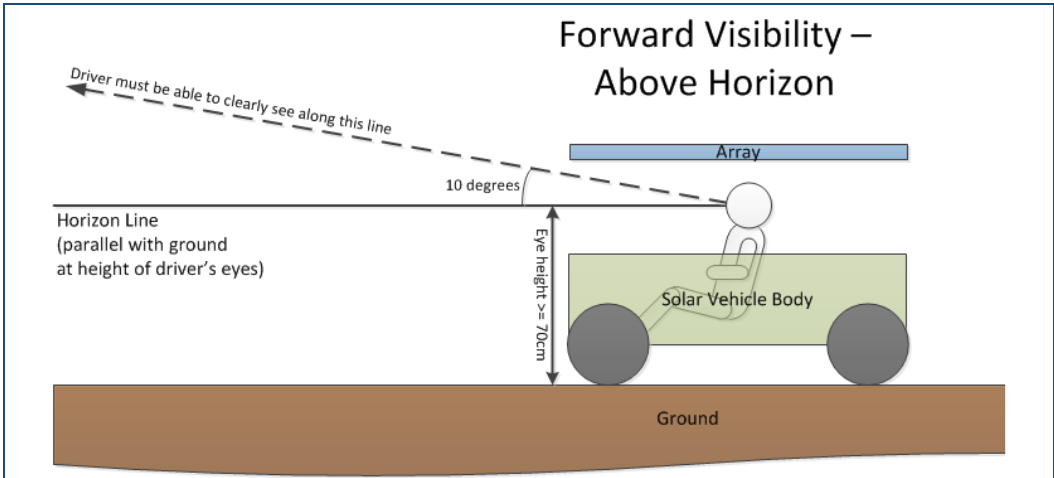 Forward Visibility –
Above Horizon
Driver must be able to clearly see along this line
Array
10 degrees
Horizon Line
(parallel with ground
at height of driver's eyes)
Eye height >= 70cm
Solar Vehicle Body
Ground